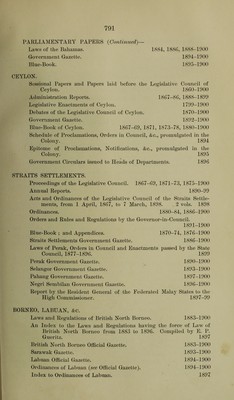 791
PARLIAMENTARY PAPERS (Continued)—
Laws of the Bahamas. 1884, 1886, 1888-1900
Government Gazette. 1894-1900
Blue-Book. 1895-1900
CEYLON.
Sessional Papers and Papers laid before the Legislative Council of
Ceylon. 1860-1900
Administration Reports. 1867-86, 1888-1899
Legislative Enactments of Ceylon. 1799-1900
Debates of the Legislative Council of Ceylon. 1870-1900
Government Gazette. 1892-1900
Blue-Book of Ceylon. 1867-69, 1871, 1873-78, 1880-1900
Schedule of Proclamations, Orders in Council, &c., promulgated in the
Colony. 1894
Epitome of Proclamations, Notifications, &c., promulgated in the
Colony. 1895
Government Circulars issued to Heads of Departments. 1896
STRAITS SETTLEMENTS.
Proceedings of the Legislative Council. 1867-69, 1871-73, 1875-1900
Annual Reports. 1890-99
Acts and Ordinances of the Legislative Council of the Straits Settle-
ments, from 1 April, 1867, to 7 March, 1898. 2 vols. 1898
Ordinances. 1880-84, 1886-1900
Orders and Rules and Regulations by the Governor-in-Council.
1891-1900
Blue-Book: and Appendices. 1870-74, 1876-1900
Straits Settlements Government Gazette. 1886-1900
Laws of Perak, Orders in Council and Enactments passed by the State
Council, 1877-1896. 1899
Perak Government Gazette. 1890-1900
Selangor Government Gazette. 1893-1900
Pahang Government Gazette. 1897-1900
Negri Sembilan Government Gazette. 1896-1900
Report by the Resident General of the Federated Malay States to the
High Commissioner. 1897-99
BORNEO, LABUAN, &c.
Laws and Regulations of British North Borneo. 1883-1900
An Index to the Laws and Regulations having the force of Law of
British North Borneo from 1883 to 1896. Compiled by E. P.
Gueritz. 1897
British North Borneo Official Gazette. 1883-1900
Sarawak Gazette. 1893-1900
Labuan Official Gazette. 1894-1900
Ordinances of Labuan (see Official Gazette). 1894-1900
Index to Ordinances of Labuan. 1897